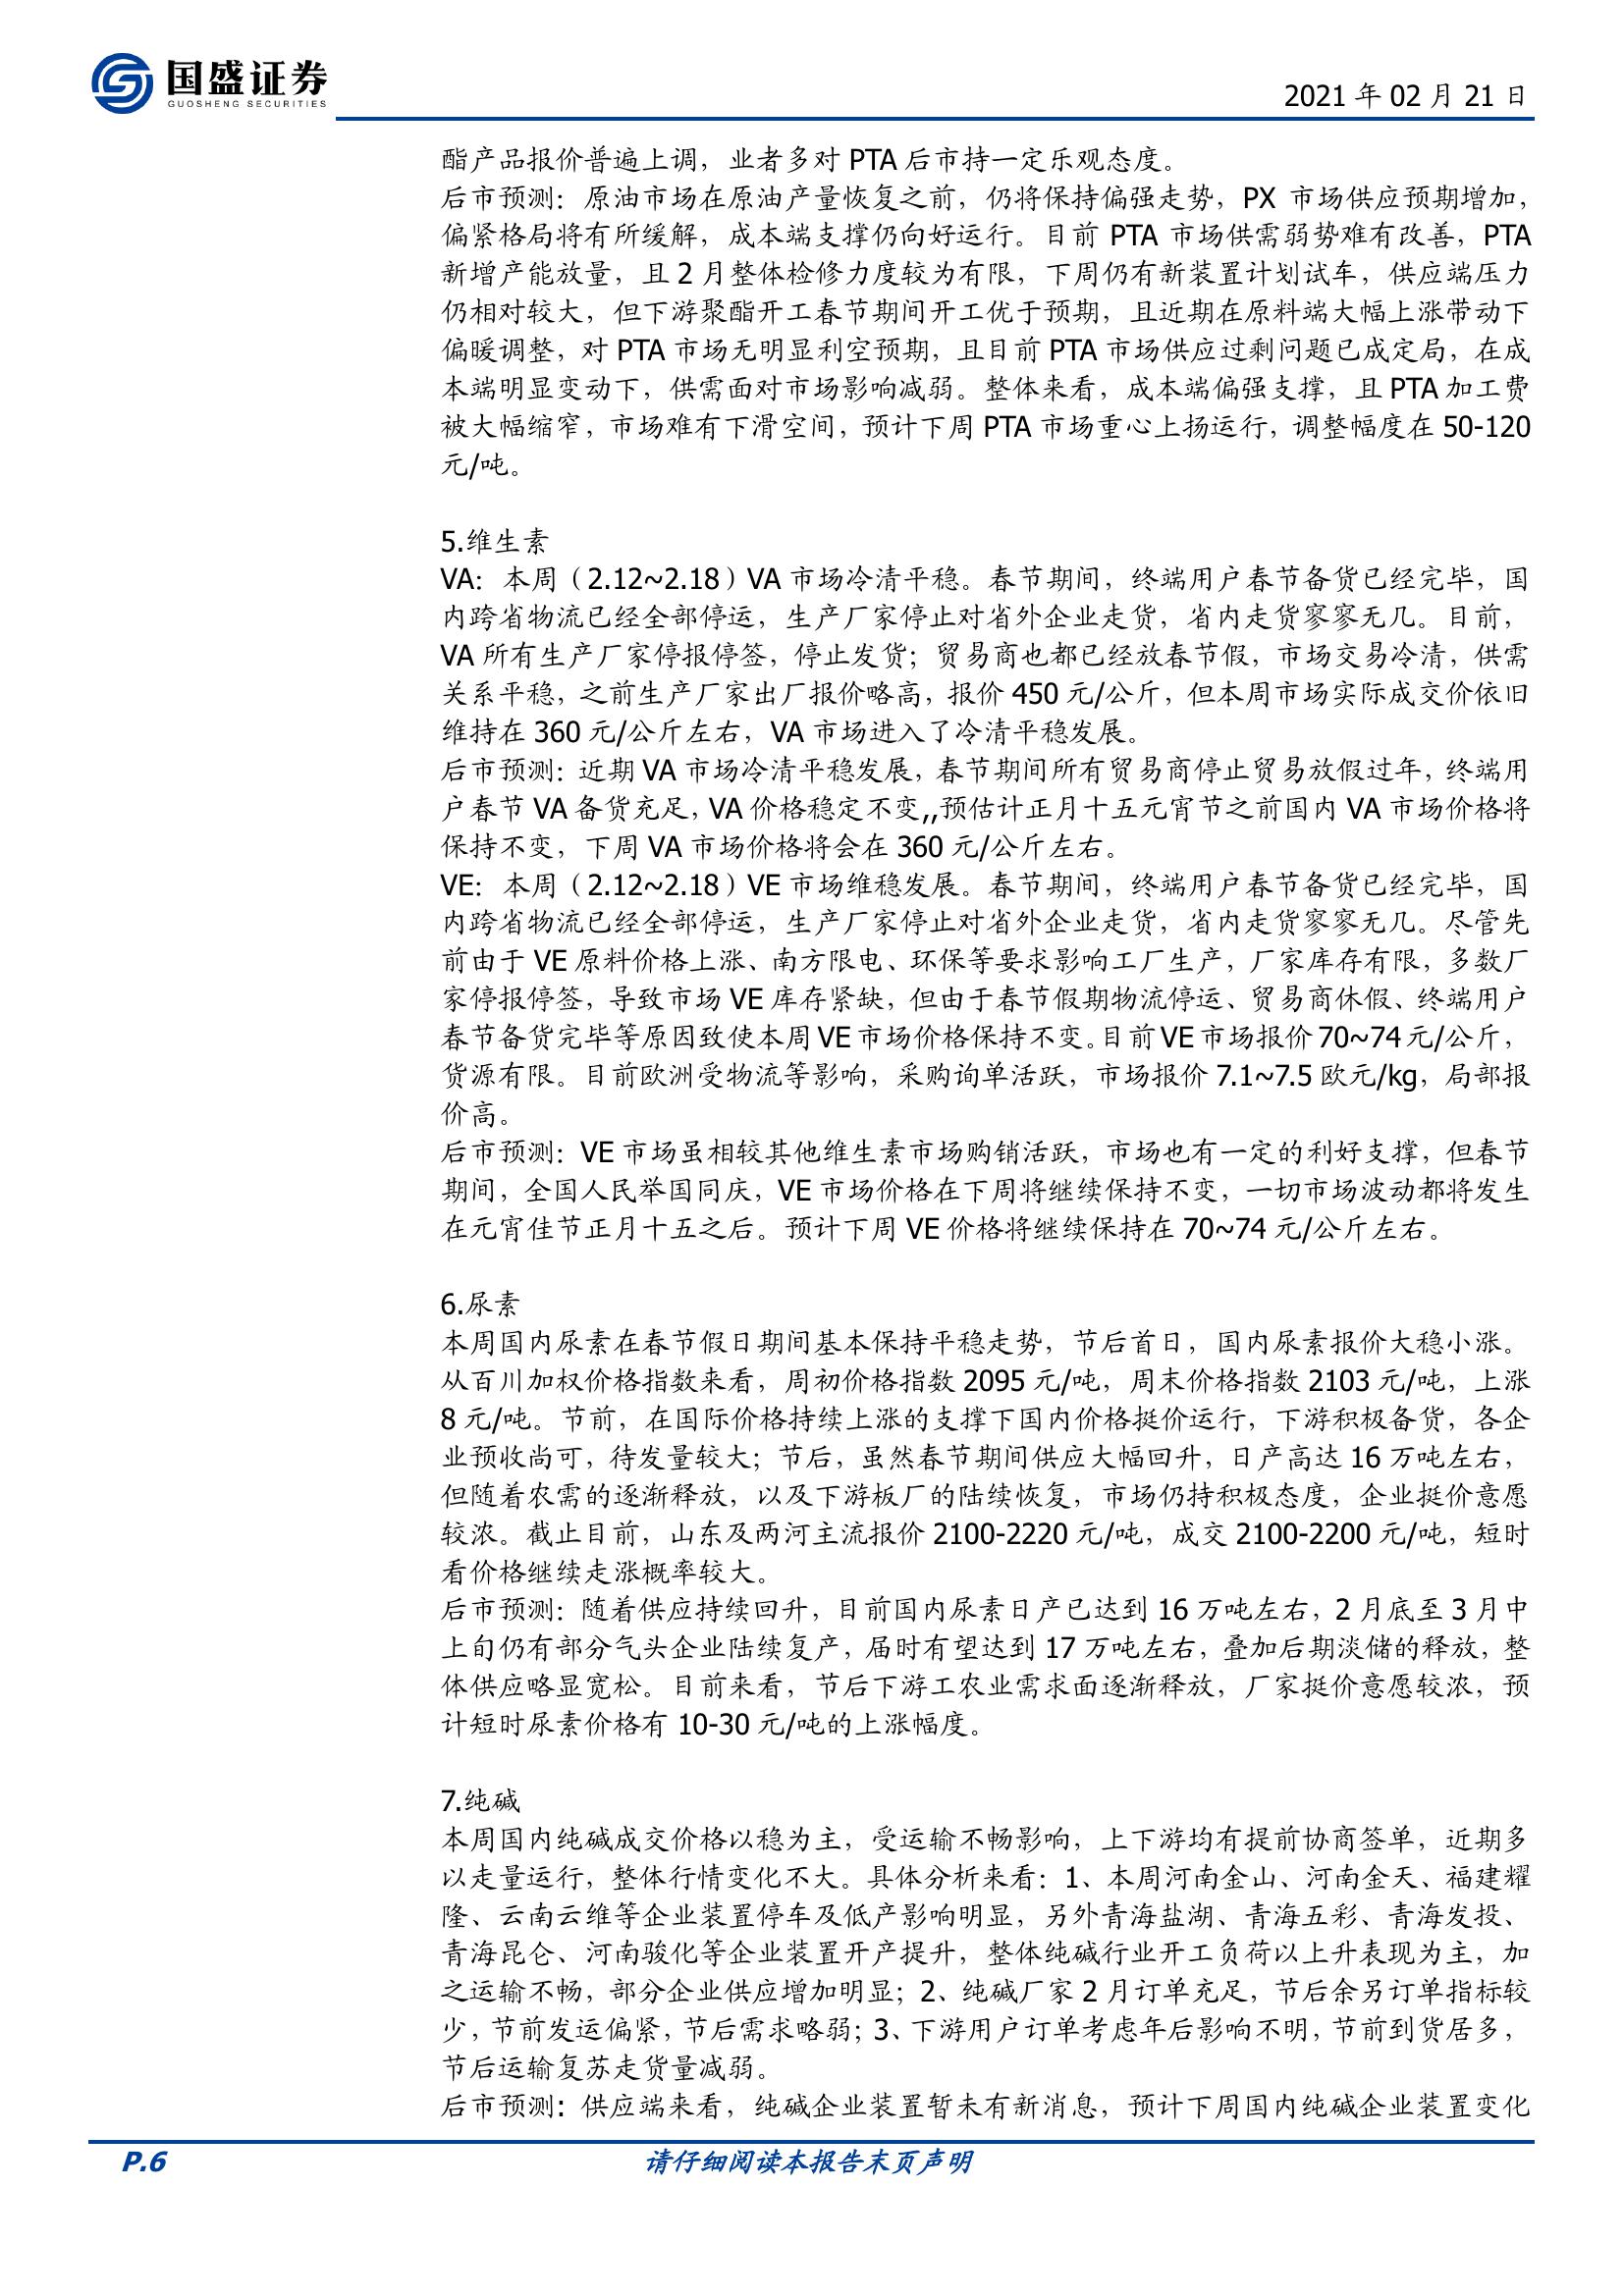 国盛证券
GUOSHENG SECURITIES
2021 年 02 月 21 日
酯产品报价普遍上调，业者多对 PTA 后市持一定乐观态度。
后市预测：原油市场在原油产量恢复之前，仍将保持偏强走势，PX 市场供应预期增加，
偏紧格局将有所缓解，成本端支撑仍向好运行。目前 PTA 市场供需弱势难有改善，PTA
新增产能放量，且 2 月整体检修力度较为有限，下周仍有新装置计划试车，供应端压力
仍相对较大，但下游聚酯开工春节期间开工优于预期，且近期在原料端大幅上涨带动下
偏暖调整，对 PTA 市场无明显利空预期，且目前 PTA 市场供应过剩问题已成定局，在成
本端明显变动下，供需面对市场影响减弱。整体来看，成本端偏强支撑，且 PTA 加工费
被大幅缩窄，市场难有下滑空间，预计下周 PTA 市场重心上扬运行，调整幅度在 50-120
元/吨。
5.维生素
VA：本周（2.12~2.18）VA 市场冷清平稳。春节期间，终端用户春节备货已经完毕，国
内跨省物流已经全部停运，生产厂家停止对省外企业走货，省内走货寥寥无几。目前，
VA 所有生产厂家停报停签，停止发货；贸易商也都已经放春节假，市场交易冷清，供需
关系平稳，之前生产厂家出厂报价略高，报价 450 元/公斤，但本周市场实际成交价依旧
维持在 360 元/公斤左右，VA 市场进入了冷清平稳发展。
后市预测：近期 VA 市场冷清平稳发展，春节期间所有贸易商停止贸易放假过年，终端用
户春节 VA 备货充足，VA 价格稳定不变,,预估计正月十五元宵节之前国内 VA 市场价格将
保持不变，下周 VA 市场价格将会在 360 元/公斤左右。
VE：本周（2.12~2.18）VE 市场维稳发展。春节期间，终端用户春节备货已经完毕，国
内跨省物流已经全部停运，生产厂家停止对省外企业走货，省内走货寥寥无几。尽管先
前由于 VE 原料价格上涨、南方限电、环保等要求影响工厂生产，厂家库存有限，多数厂
家停报停签，导致市场 VE 库存紧缺，但由于春节假期物流停运、贸易商休假、终端用户
春节备货完毕等原因致使本周 VE 市场价格保持不变。目前 VE 市场报价 70~74 元/公斤，
货源有限。目前欧洲受物流等影响，采购询单活跃，市场报价 7.1~7.5 欧元/kg，局部报
价高。
后市预测：VE 市场虽相较其他维生素市场购销活跃，市场也有一定的利好支撑，但春节
期间，全国人民举国同庆，VE 市场价格在下周将继续保持不变，一切市场波动都将发生
在元宵佳节正月十五之后。预计下周 VE 价格将继续保持在 70~74 元/公斤左右。
6.尿素
本周国内尿素在春节假日期间基本保持平稳走势，节后首日，国内尿素报价大稳小涨。
从百川加权价格指数来看，周初价格指数 2095 元/吨，周末价格指数 2103 元/吨，上涨
8 元/吨。节前，在国际价格持续上涨的支撑下国内价格挺价运行，下游积极备货，各企
业预收尚可，待发量较大；节后，虽然春节期间供应大幅回升，日产高达 16 万吨左右，
但随着农需的逐渐释放，以及下游板厂的陆续恢复，市场仍持积极态度，企业挺价意愿
较浓。截止目前，山东及两河主流报价 2100-2220 元/吨，成交 2100-2200 元/吨，短时
看价格继续走涨概率较大。
后市预测：随着供应持续回升，目前国内尿素日产已达到 16 万吨左右，2 月底至 3 月中
上旬仍有部分气头企业陆续复产，届时有望达到 17 万吨左右，叠加后期淡储的释放，整
体供应略显宽松。目前来看，节后下游工农业需求面逐渐释放，厂家挺价意愿较浓，预
计短时尿素价格有 10-30 元/吨的上涨幅度。
7.纯碱
本周国内纯碱成交价格以稳为主，受运输不畅影响，上下游均有提前协商签单，近期多
以走量运行，整体行情变化不大。具体分析来看：1、本周河南金山、河南金天、福建耀
隆、云南云维等企业装置停车及低产影响明显，另外青海盐湖、青海五彩、青海发投、
青海昆仑、河南骏化等企业装置开产提升，整体纯碱行业开工负荷以上升表现为主，加
之运输不畅，部分企业供应增加明显；2、纯碱厂家 2 月订单充足，节后余另订单指标较
少，节前发运偏紧，节后需求略弱；3、下游用户订单考虑年后影响不明，节前到货居多，
节后运输复苏走货量减弱。
后市预测：供应端来看，纯碱企业装置暂未有新消息，预计下周国内纯碱企业装置变化
P.6
请仔细阅读本报告末页声明